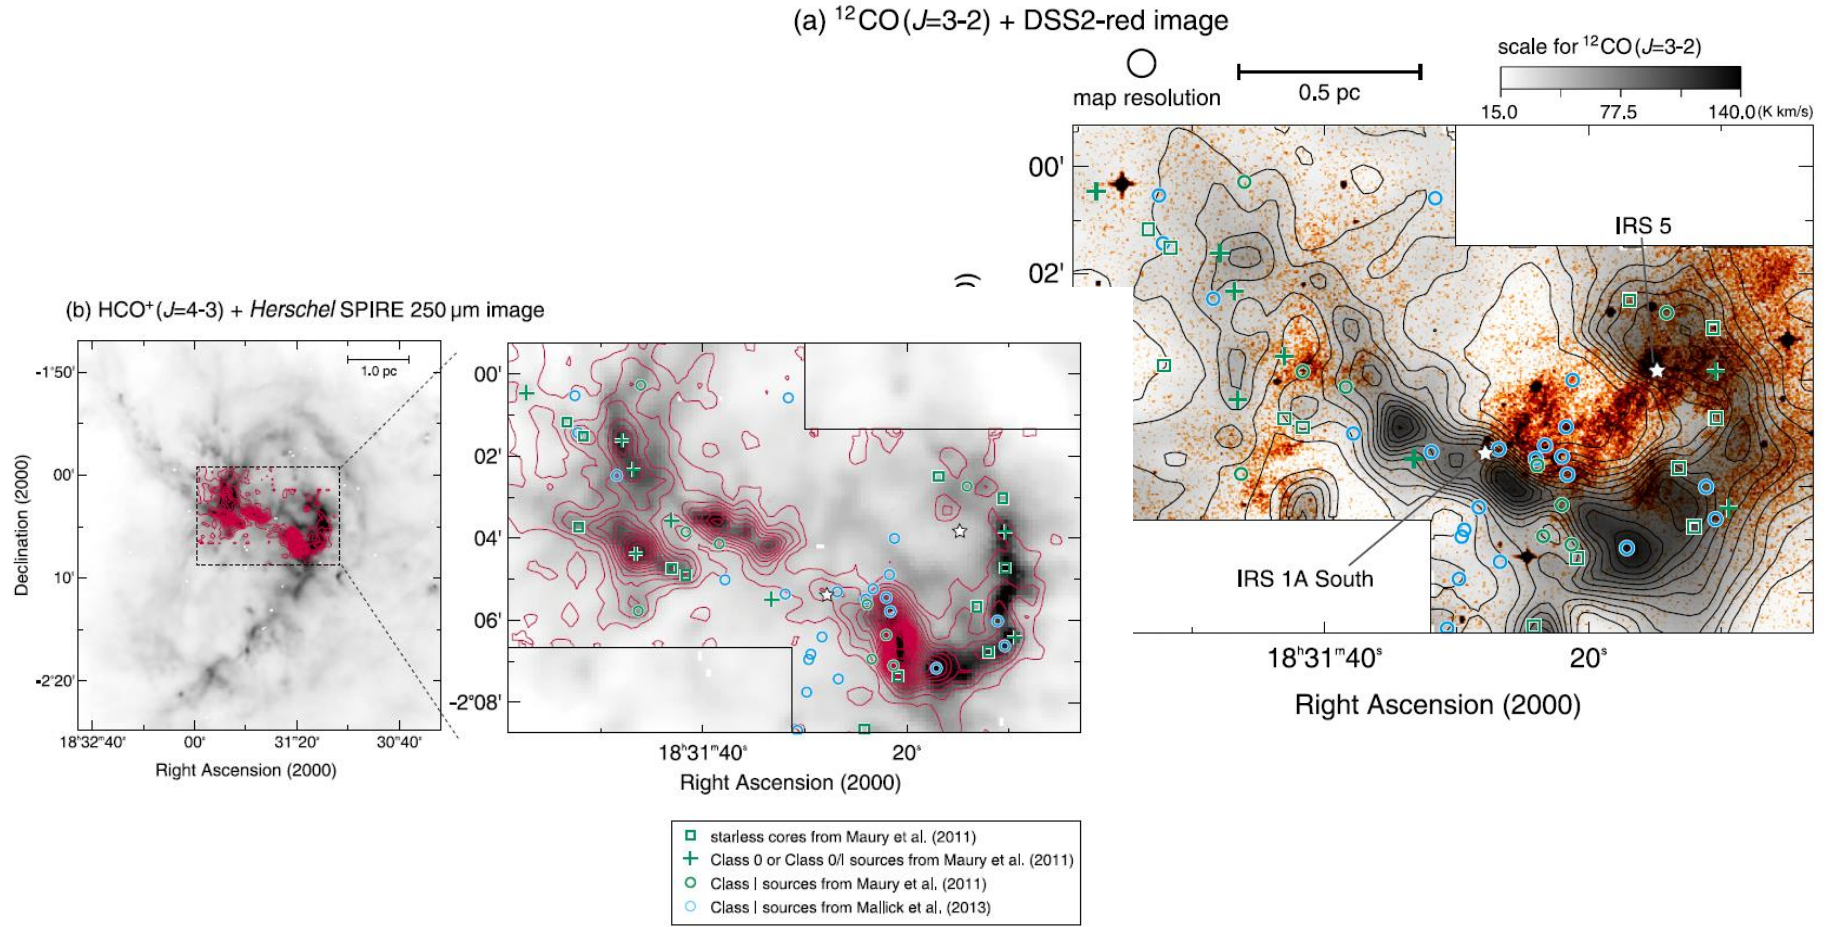 (a) ¹²CO(J=3-2) + DSS2-red image
map resolution
0.5 pc
scale for ¹²CO(J=3-2)
15.0 77.5 140.0 (K km/s)
00'
02'
)
IRS 5
IRS 1A South
18ʰ31ᵐ40ˢ 20ˢ
Right Ascension (2000)
(b) HCO⁺(J=4-3) + Herschel SPIRE 250 µm image
1.0 pc
Declination (2000)
-1°50'
00'
10'
-2°20'
18ʰ32ᵐ40ˢ 00ˢ 31ᵐ20ˢ 30ᵐ40ˢ
Right Ascension (2000)
00'
02'
04'
06'
-2°08'
18ʰ31ᵐ40ˢ 20ˢ
Right Ascension (2000)
starless cores from Maury et al. (2011)
Class 0 or Class 0/I sources from Maury et al. (2011)
Class I sources from Maury et al. (2011)
Class I sources from Mallick et al. (2013)